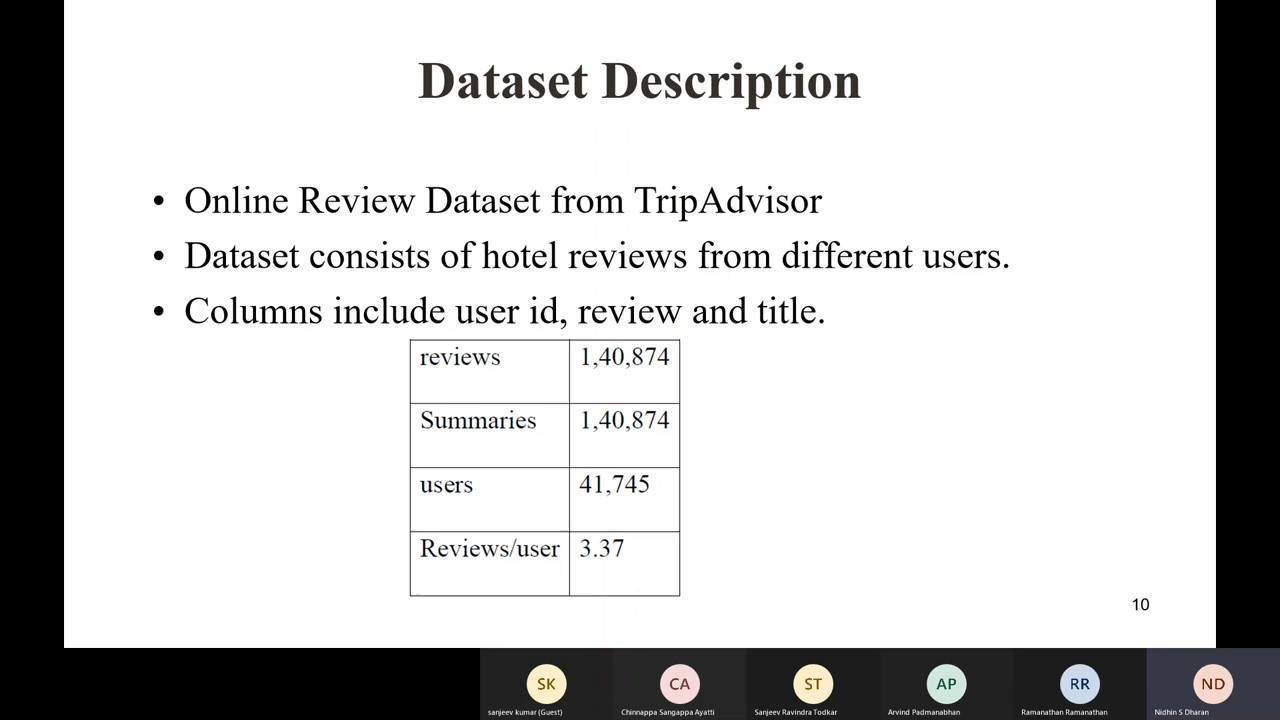 Dataset Description
• Online Review Dataset from TripAdvisor
• Dataset consists of hotel reviews from different users.
• Columns include user id, review and title.
reviews 1,40,874
Summaries 1,40,874
users 41,745
Reviews/user 3.37
10
SK CA ST AP RR ND
sanjeev kumar (Guest) Chinnappa Sangappa Ayatti Sanjeev Ravindra Todkar Arvind Padmanabhan Ramanathan Ramanathan Nidhin S Dharan